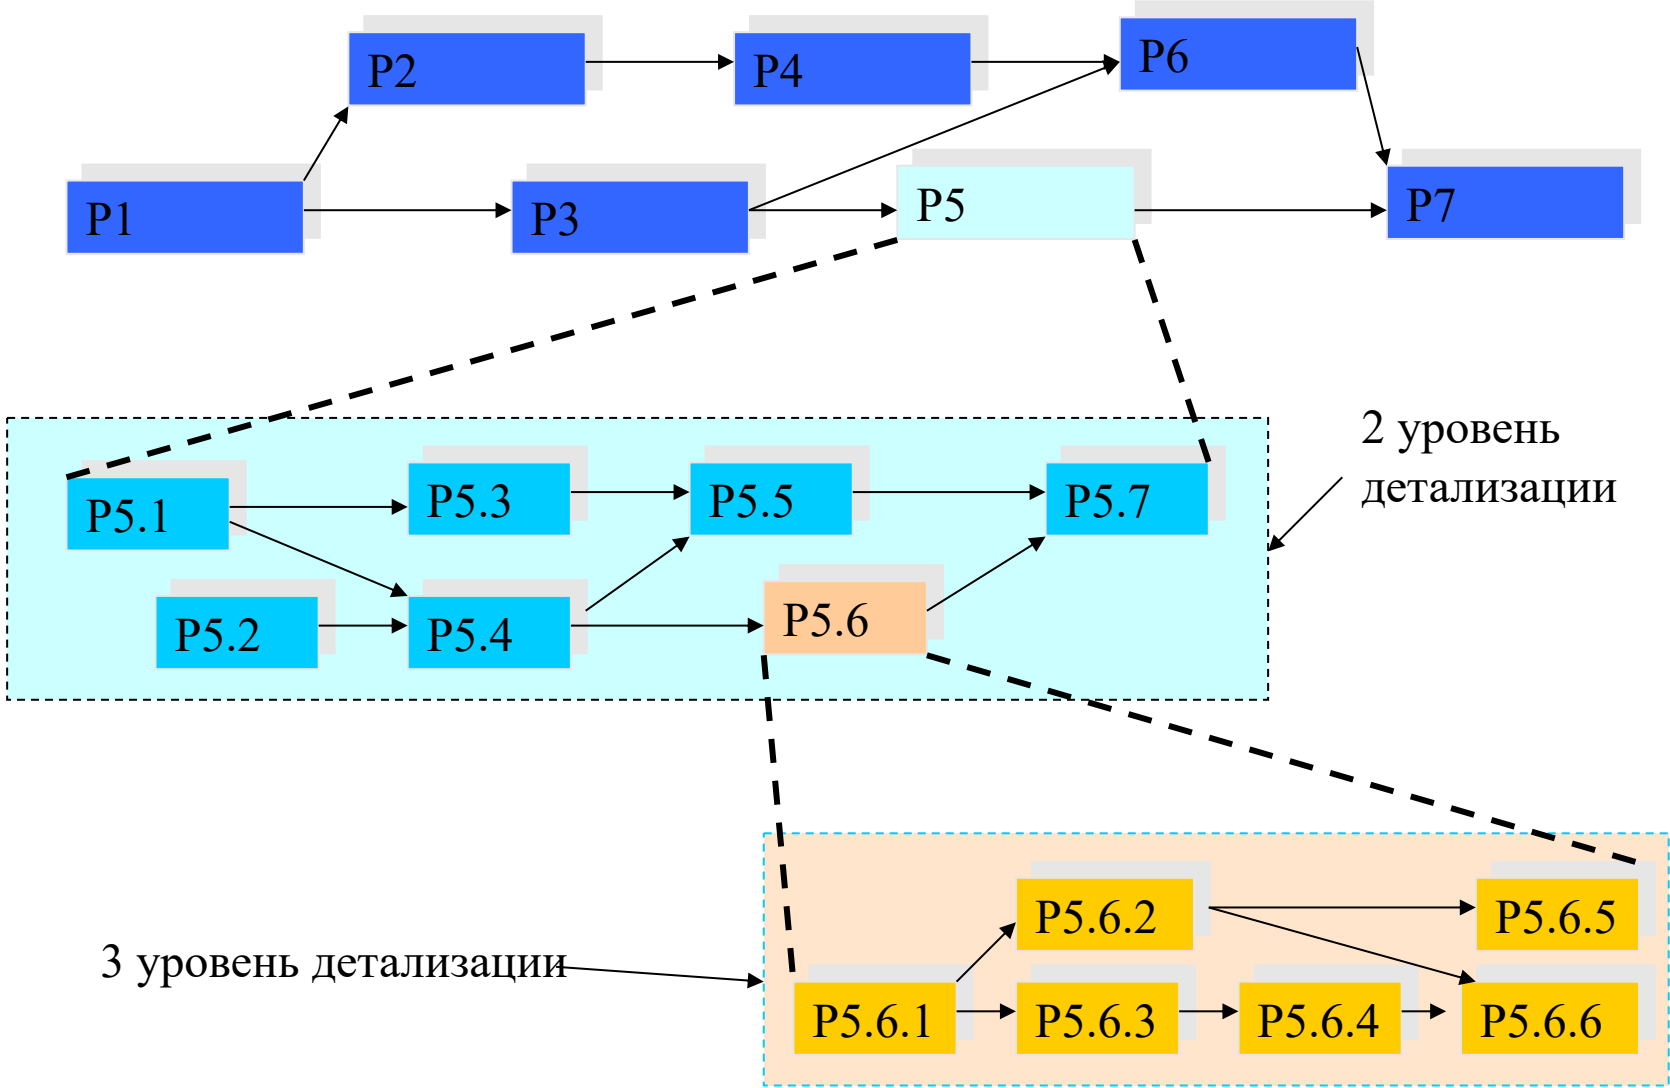 P2
P4
P6
P1
P3
P5
P7
2 уровень
детализации
P5.1
P5.3
P5.5
P5.7
P5.2
P5.4
P5.6
3 уровень детализации
P5.6.2
P5.6.5
P5.6.1
P5.6.3
P5.6.4
P5.6.6